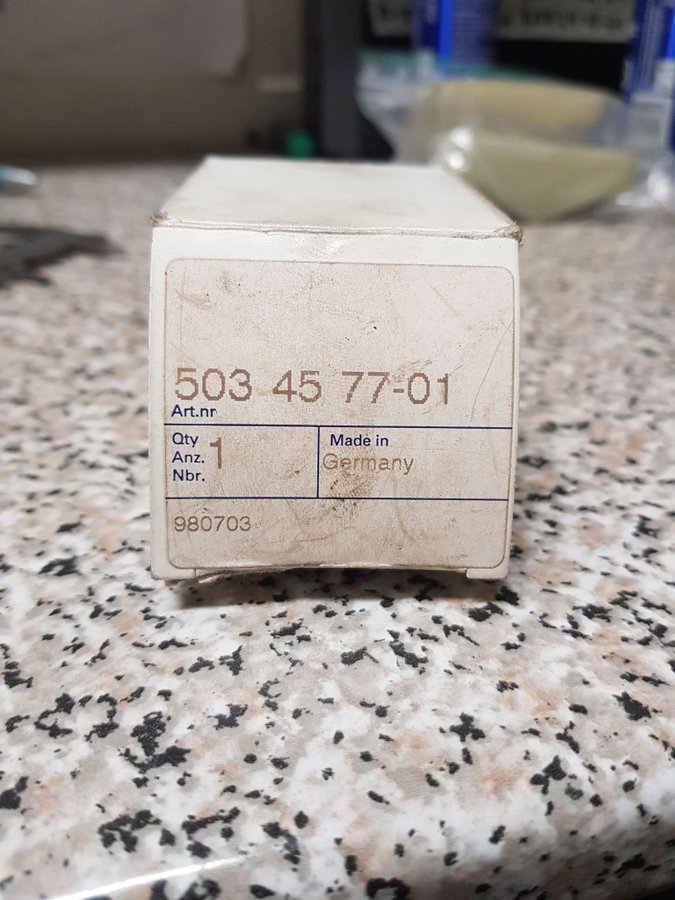 503 45 77-01
Art.nr
Qty
Anz. 1
Nbr.
Made in
Germany
980703